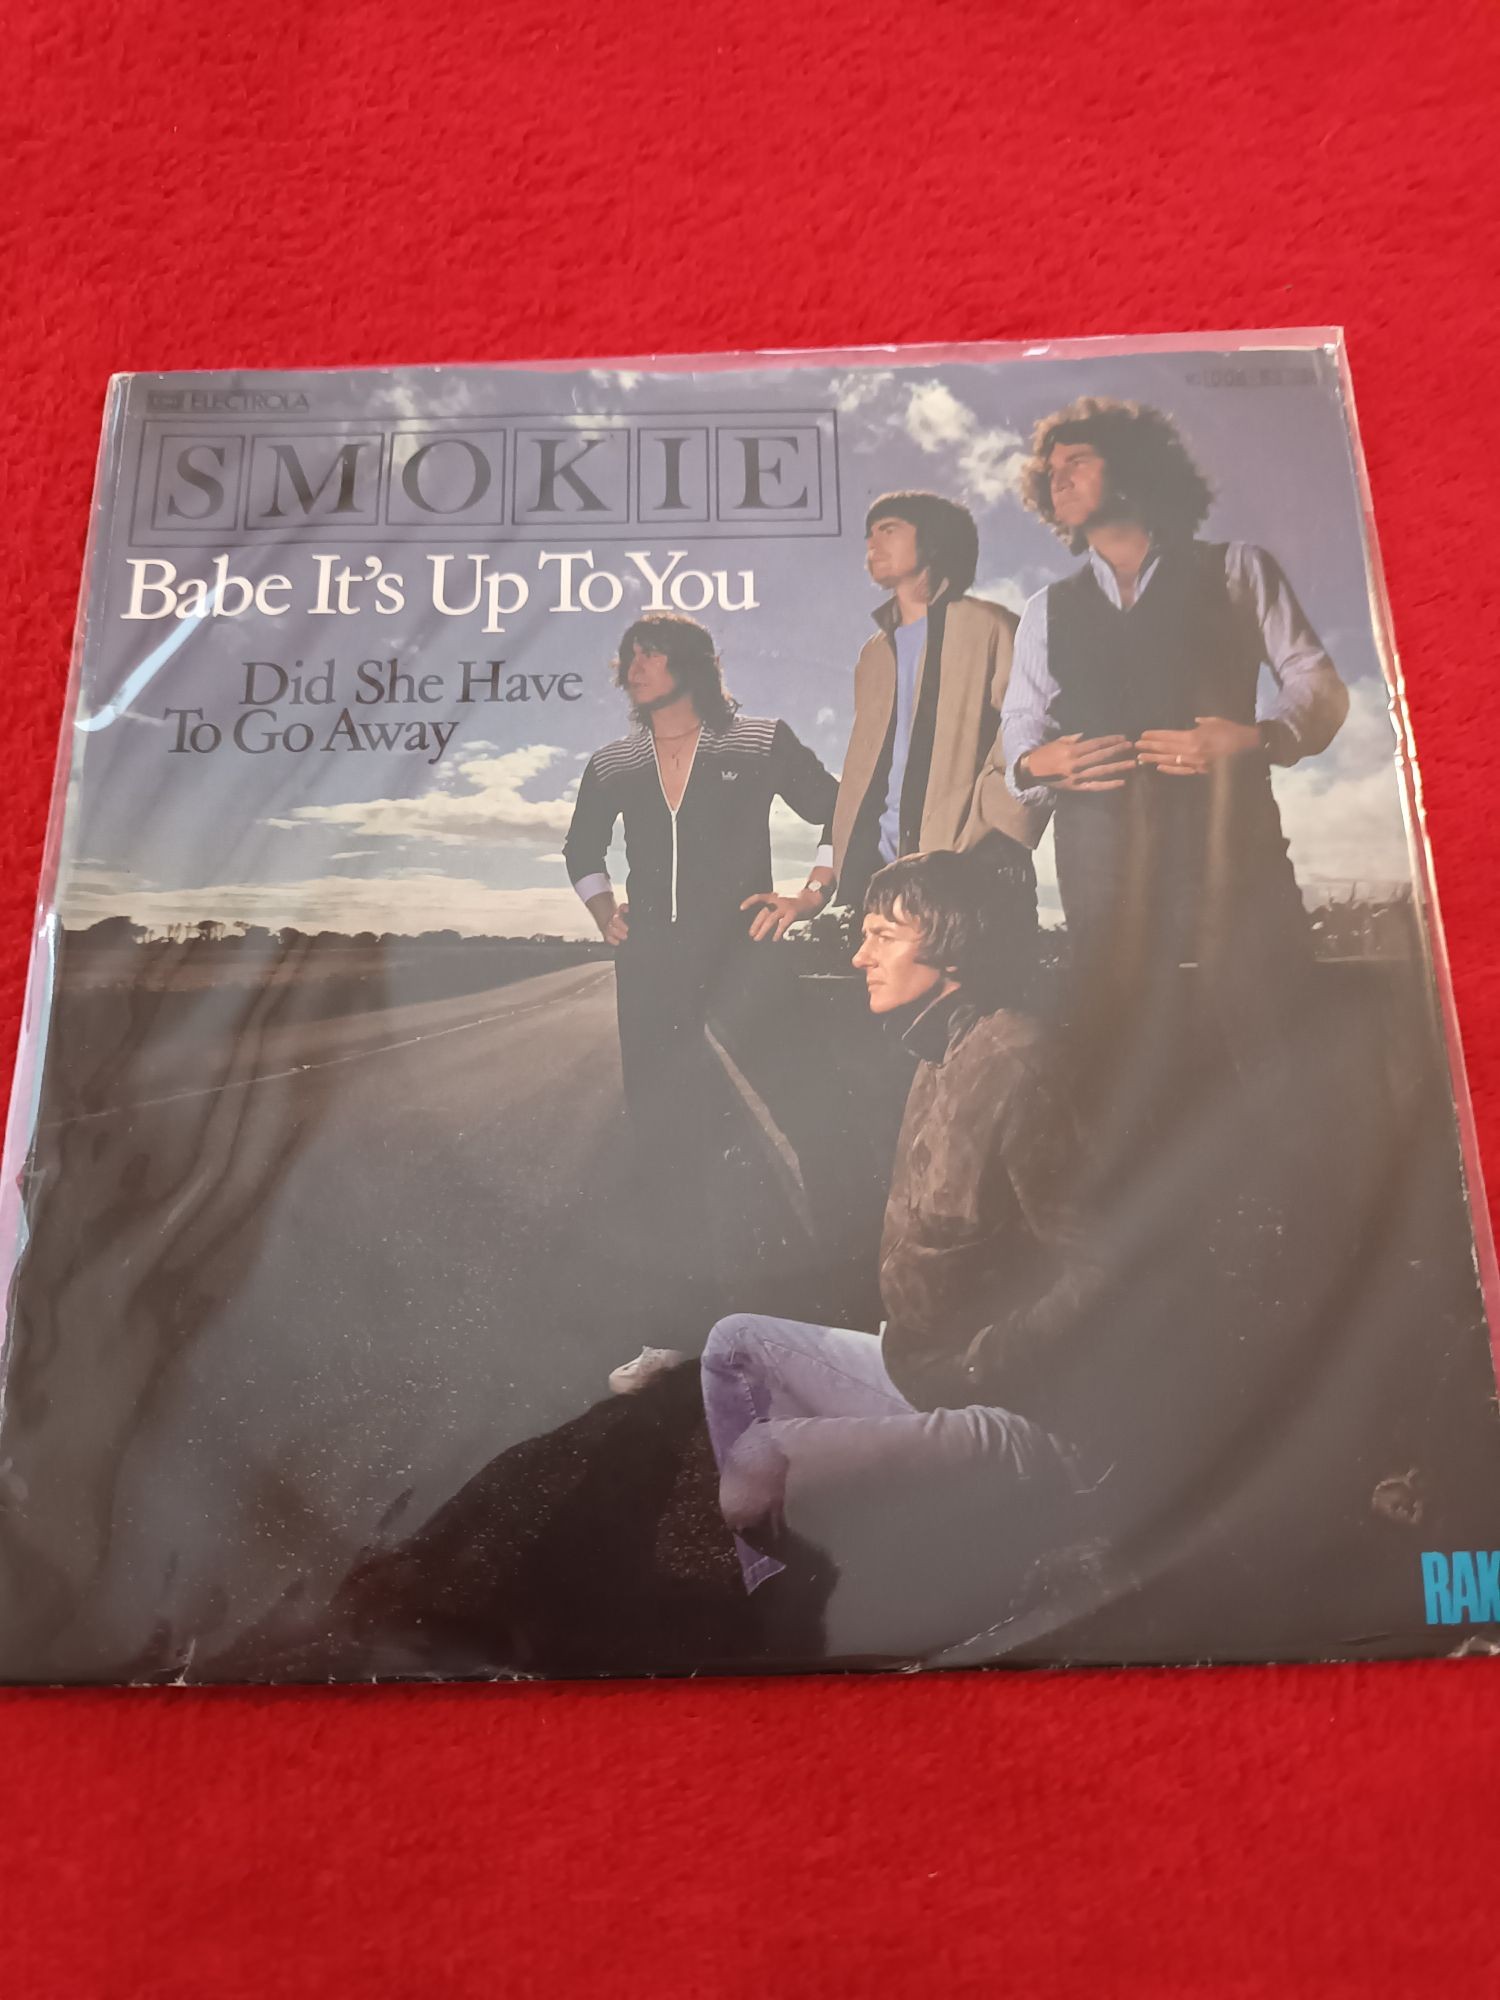 ELECTROLA
SMOKIE
Babe It's Up To You
Did She Have
To Go Away
RAK